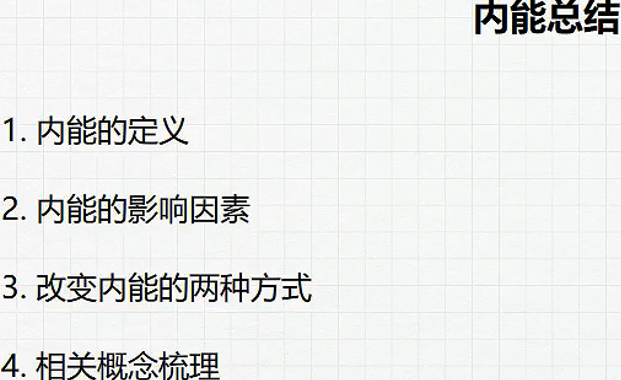 内能总结
1. 内能的定义
2. 内能的影响因素
3. 改变内能的两种方式
4. 相关概念梳理